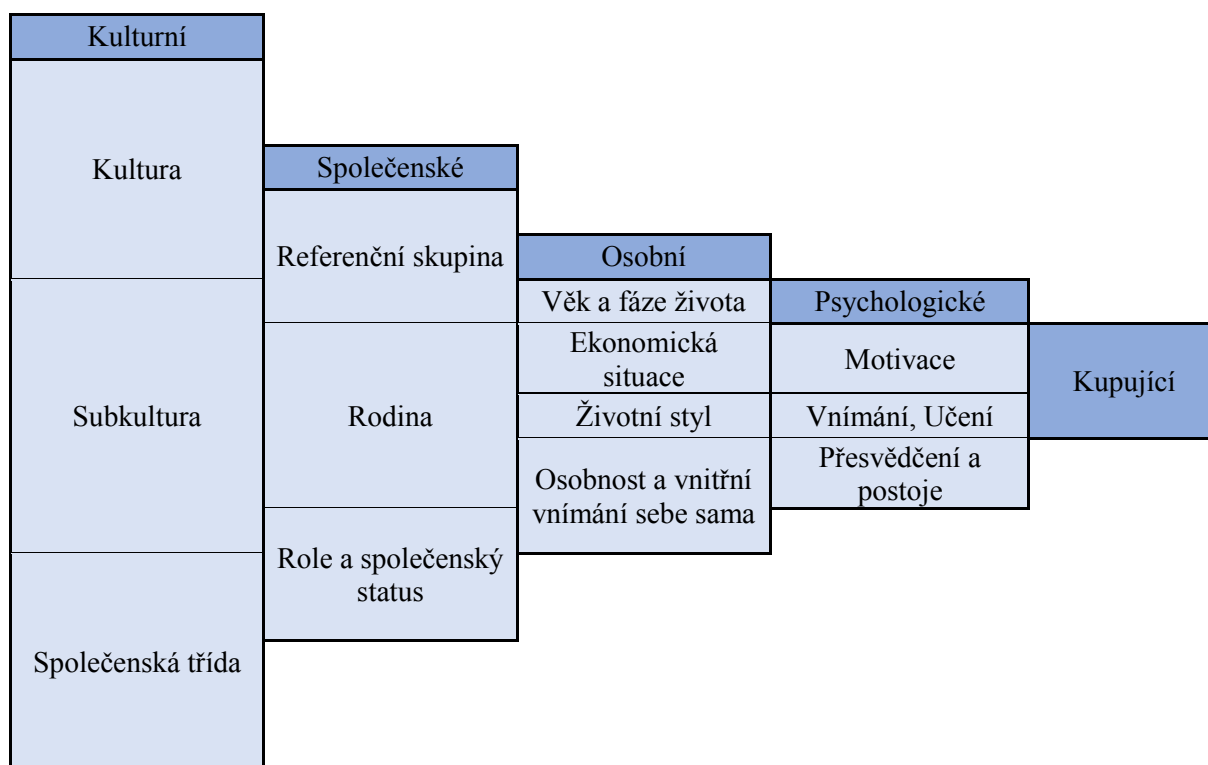 Kulturní
Kultura
Subkultura
Společenská třída
Společenské
Referenční skupina
Rodina
Role a společenský
status
Osobní
Věk a fáze života
Ekonomická
situace
Životní styl
Osobnost a vnitřní
vnímání sebe sama
Psychologické
Motivace
Vnímání, Učení
Přesvědčení a
postoje
Kupující